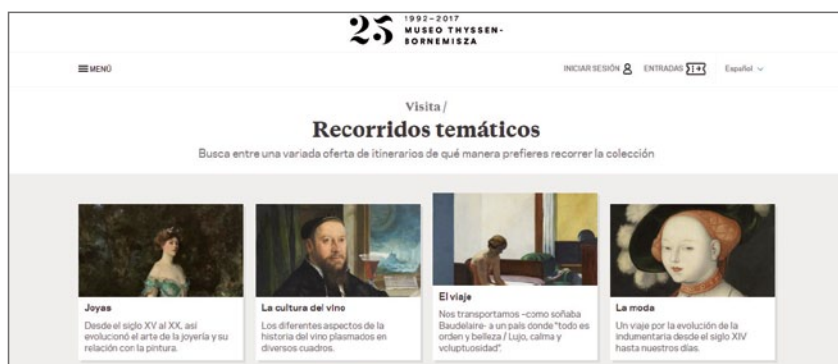 25
1992–2017
MUSEO THYSSEN-
BORNEMISZA
MENÚ
INICIAR SESIÓN
ENTRADAS
Español
Visita /
Recorridos temáticos
Busca entre una variada oferta de itinerarios de qué manera prefieres recorrer la colección
Joyas
Desde el siglo XV al XX, así
evolucionó el arte de la joyería y su
relación con la pintura.
La cultura del vino
Los diferentes aspectos de la
historia del vino plasmados en
diversos cuadros.
El viaje
Nos transportamos -como soñaba
Baudelaire- a un país donde "todo es
orden y belleza / Lujo, calma y
voluptuosidad".
La moda
Un viaje por la evolución de la
indumentaria desde el siglo XIV
hasta nuestros días.